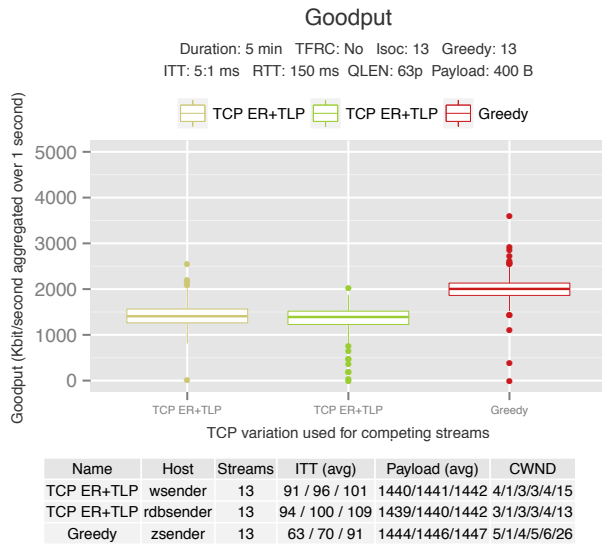 Goodput
Duration: 5 min TFRC: No Isoc: 13 Greedy: 13
ITT: 5:1 ms RTT: 150 ms QLEN: 63p Payload: 400 B
TCP ER+TLP TCP ER+TLP Greedy
Goodput (Kbit/second aggregated over 1 second)
5000
4000
3000
2000
1000
0
TCP ER+TLP TCP ER+TLP Greedy
TCP variation used for competing streams
Name Host Streams ITT (avg) Payload (avg) CWND
TCP ER+TLP wsender 13 91 / 96 / 101 1440/1441/1442 4/1/3/3/4/15
TCP ER+TLP rdbsender 13 94 / 100 / 109 1439/1440/1442 3/1/3/3/4/13
Greedy zsender 13 63 / 70 / 91 1444/1446/1447 5/1/4/5/6/26